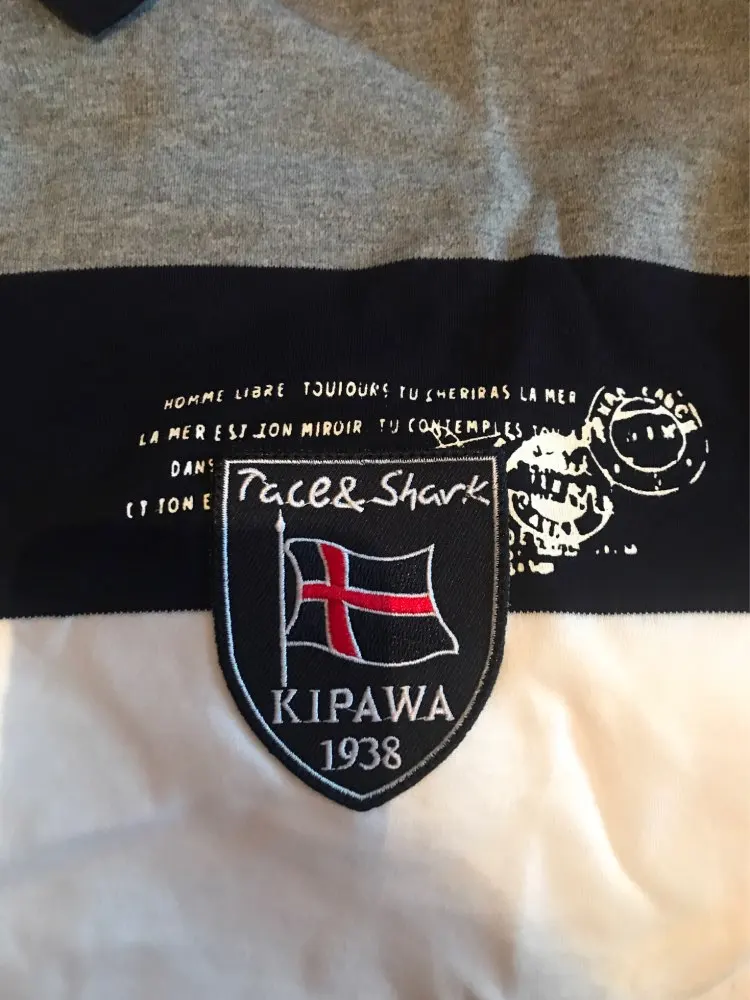 HOMME LIBRE TOUJOURS TU CHERIRAS LA MER
LA MER EST TON MIROIR TU CONTEMPLES TON
DANS
ET TON E
Pace & Shark
KIPAWA
1938